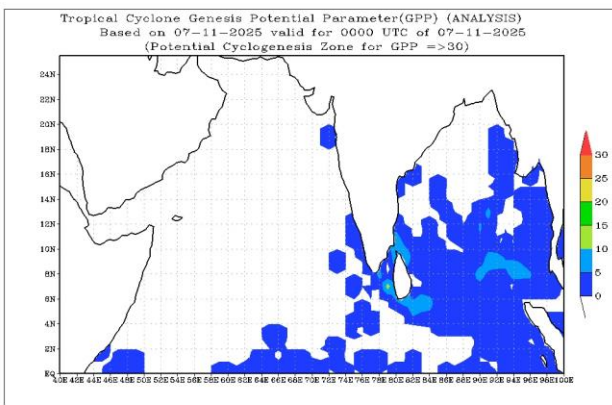 Tropical Cyclone Genesis Potential Parameter(GPP) (ANALYSIS)
Based on 07-11-2025 valid for 0000 UTC of 07-11-2025
(Potential Cyclogenesis Zone for GPP =>30)
24N
22N
20N
18N
16N
14N
12N
10N
8N
6N
4N
2N
EQ
40E 42E 44E 46E 48E 50E 52E 54E 56E 58E 60E 62E 64E 66E 68E 70E 72E 74E 76E 78E 80E 82E 84E 86E 88E 90E 92E 94E 96E 98E 100E
30
25
20
15
10
5
0